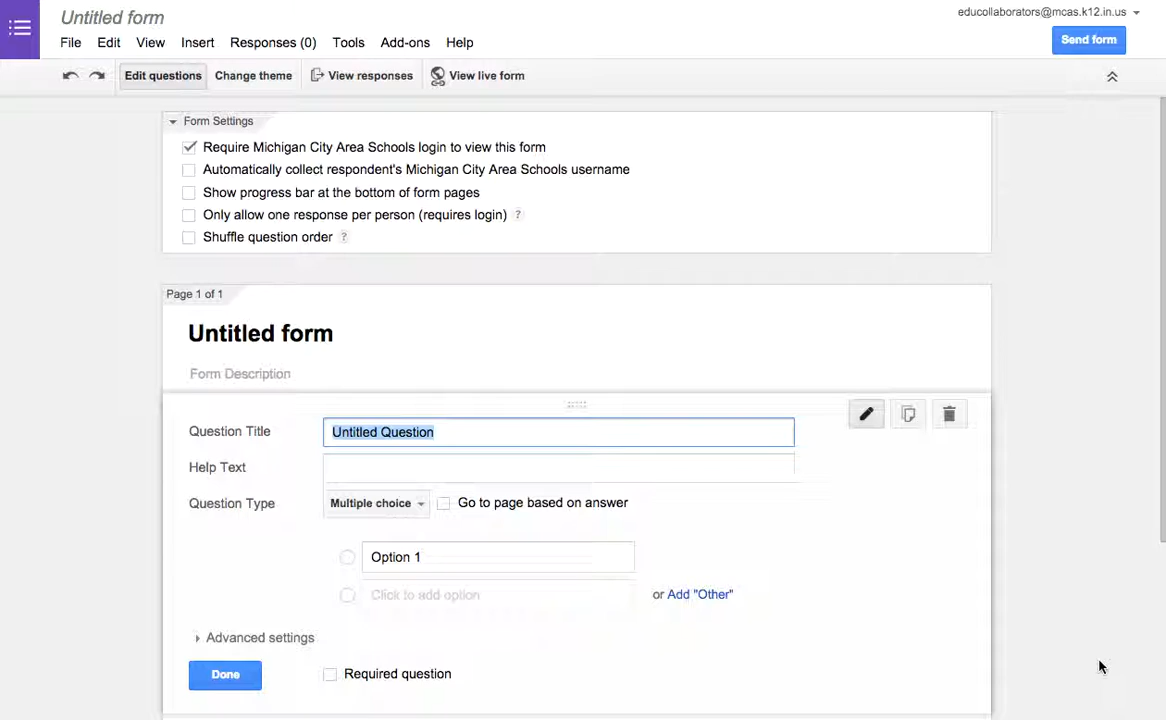 Untitled form
educollaborators@mcas.k12.in.us
File Edit View Insert Responses (0) Tools Add-ons Help
Send form
Edit questions Change theme View responses View live form
Form Settings
Require Michigan City Area Schools login to view this form
Automatically collect respondent's Michigan City Area Schools username
Show progress bar at the bottom of form pages
Only allow one response per person (requires login) ?
Shuffle question order ?
Page 1 of 1
Untitled form
Form Description
Question Title Untitled Question
Help Text
Question Type Multiple choice Go to page based on answer
Option 1
Click to add option or Add "Other"
Advanced settings
Done Required question